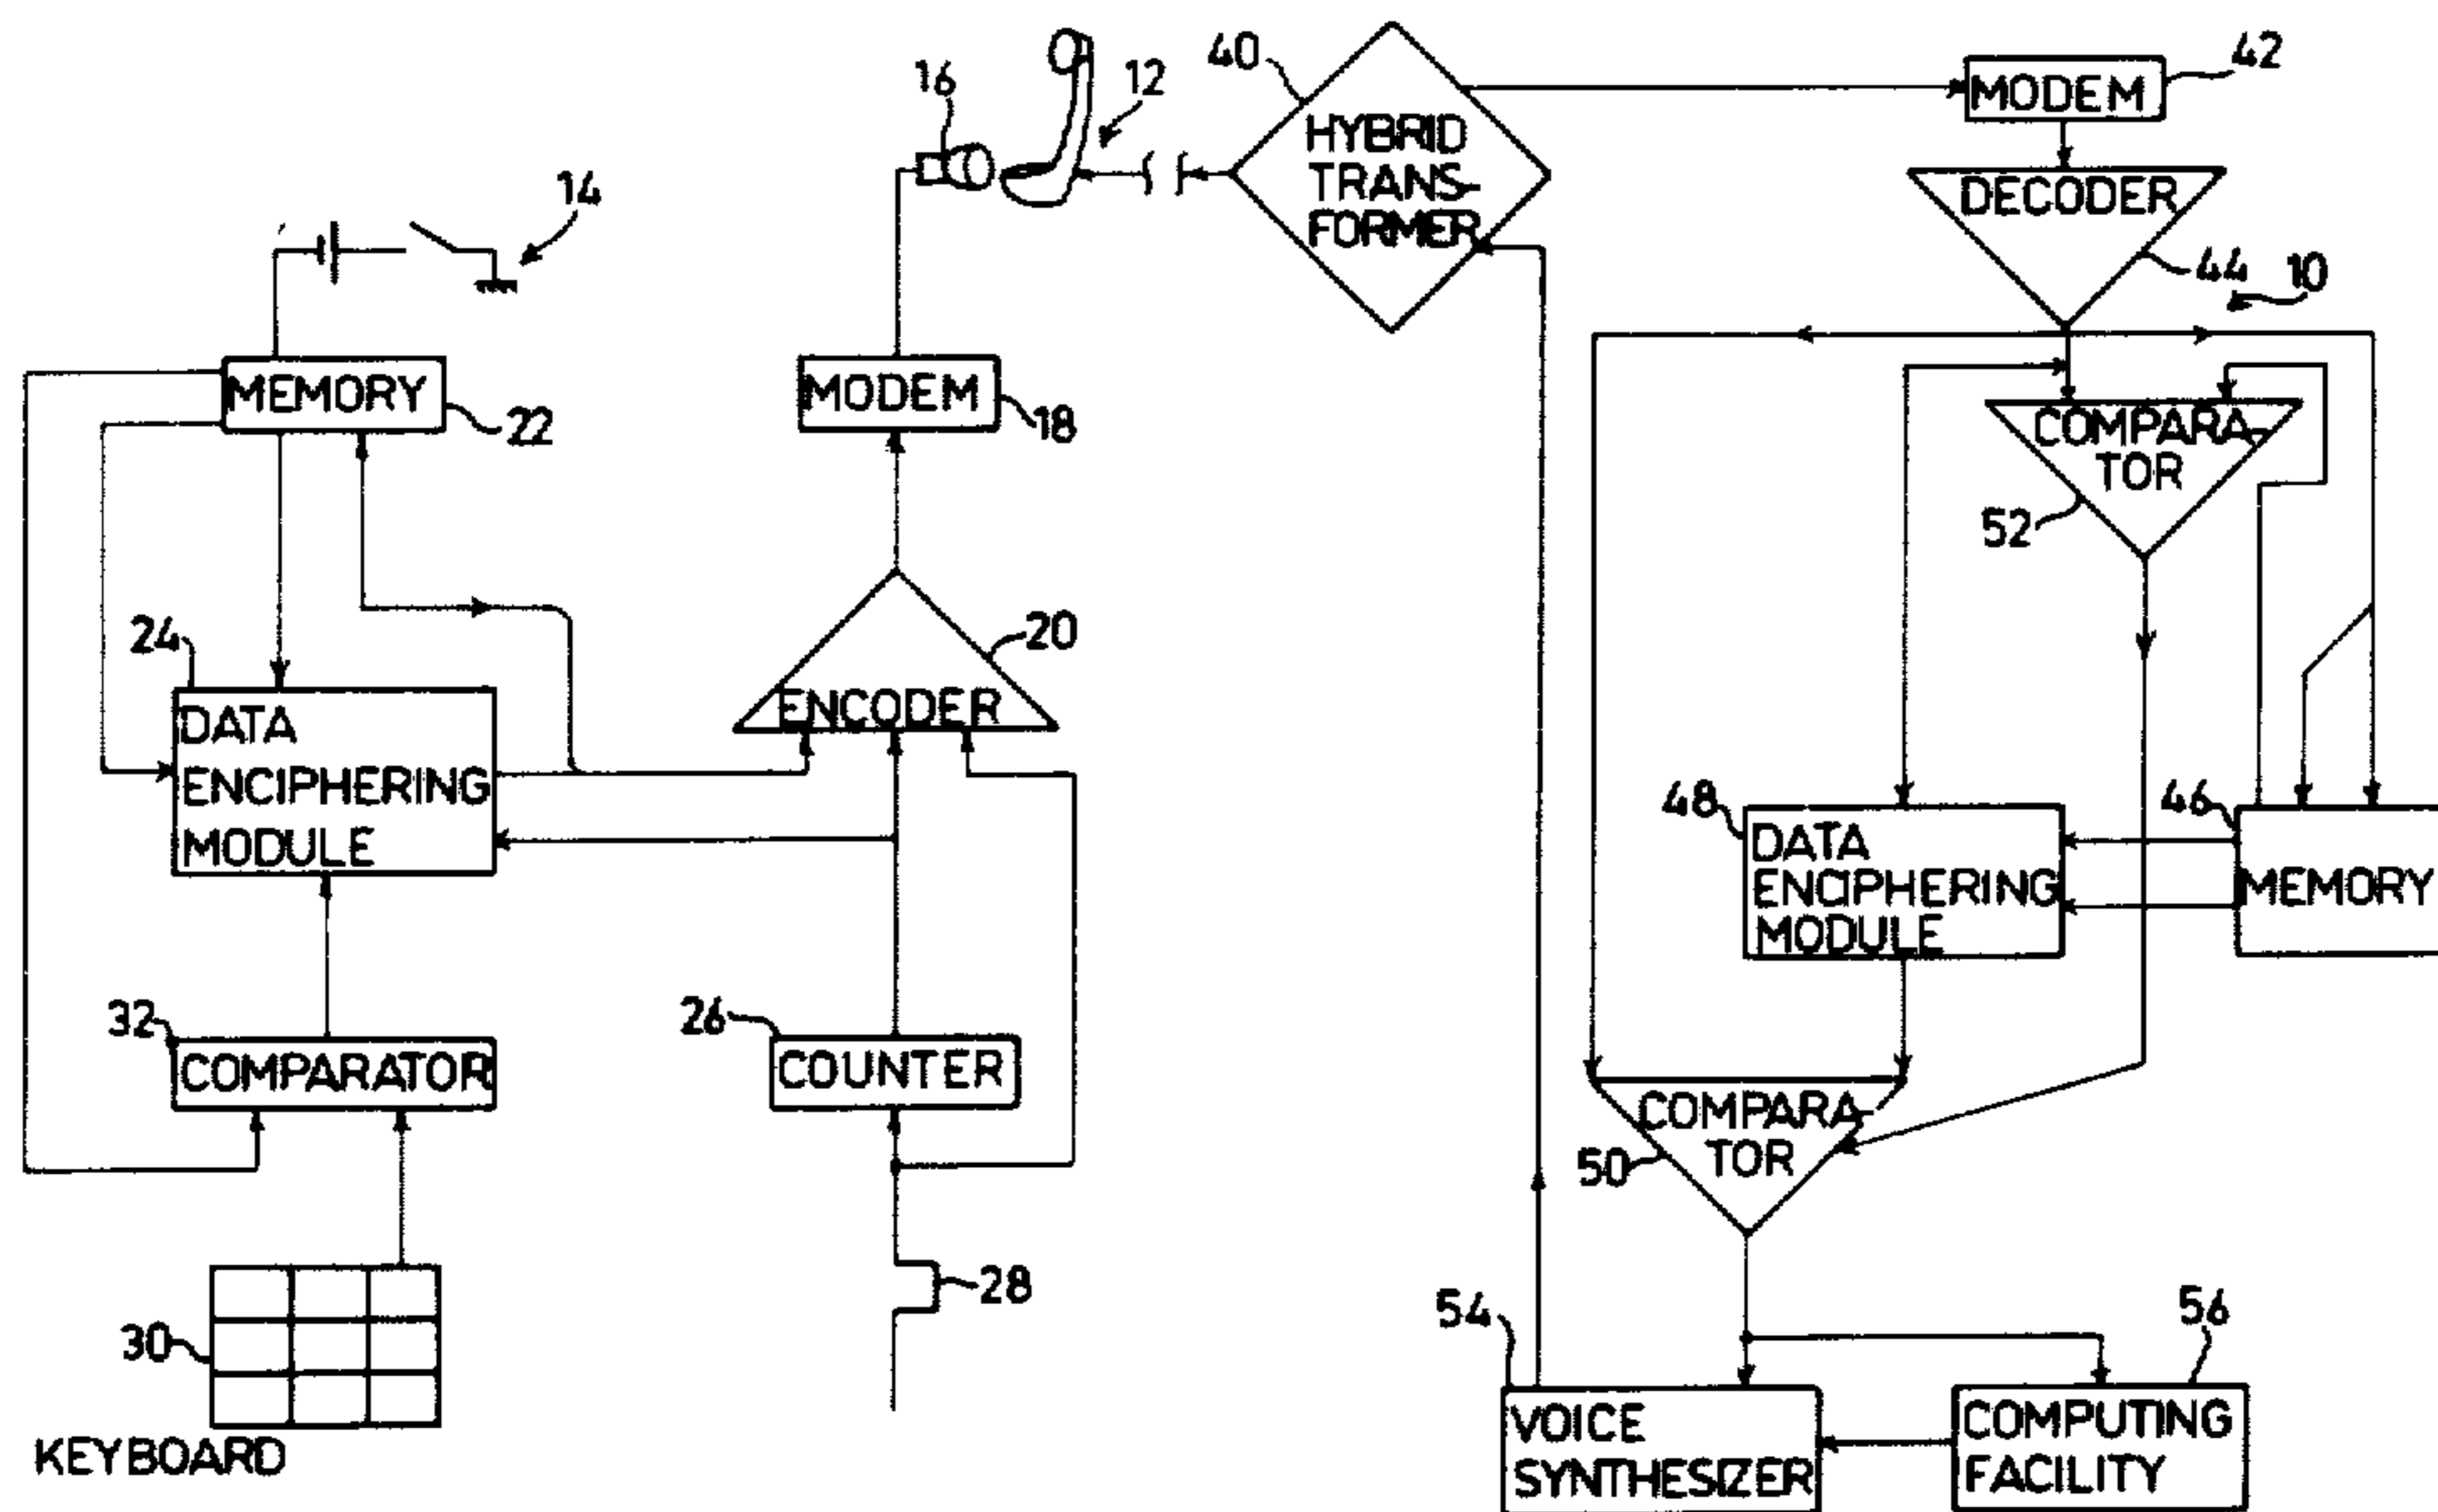 14
MEMORY
22
24
DATA
ENCIPHERING
MODULE
32
COMPARATOR
30
KEYBOARD
16
12
MODEM
18
20
ENCODER
26
COUNTER
28
40
HYBRID
TRANS-
FORMER
MODEM
42
DECODER
44
10
COMPARA-
TOR
52
48
DATA
ENCIPHERING
MODULE
46
MEMORY
COMPARA-
TOR
50
54
VOICE
SYNTHESIZER
56
COMPUTING
FACILITY